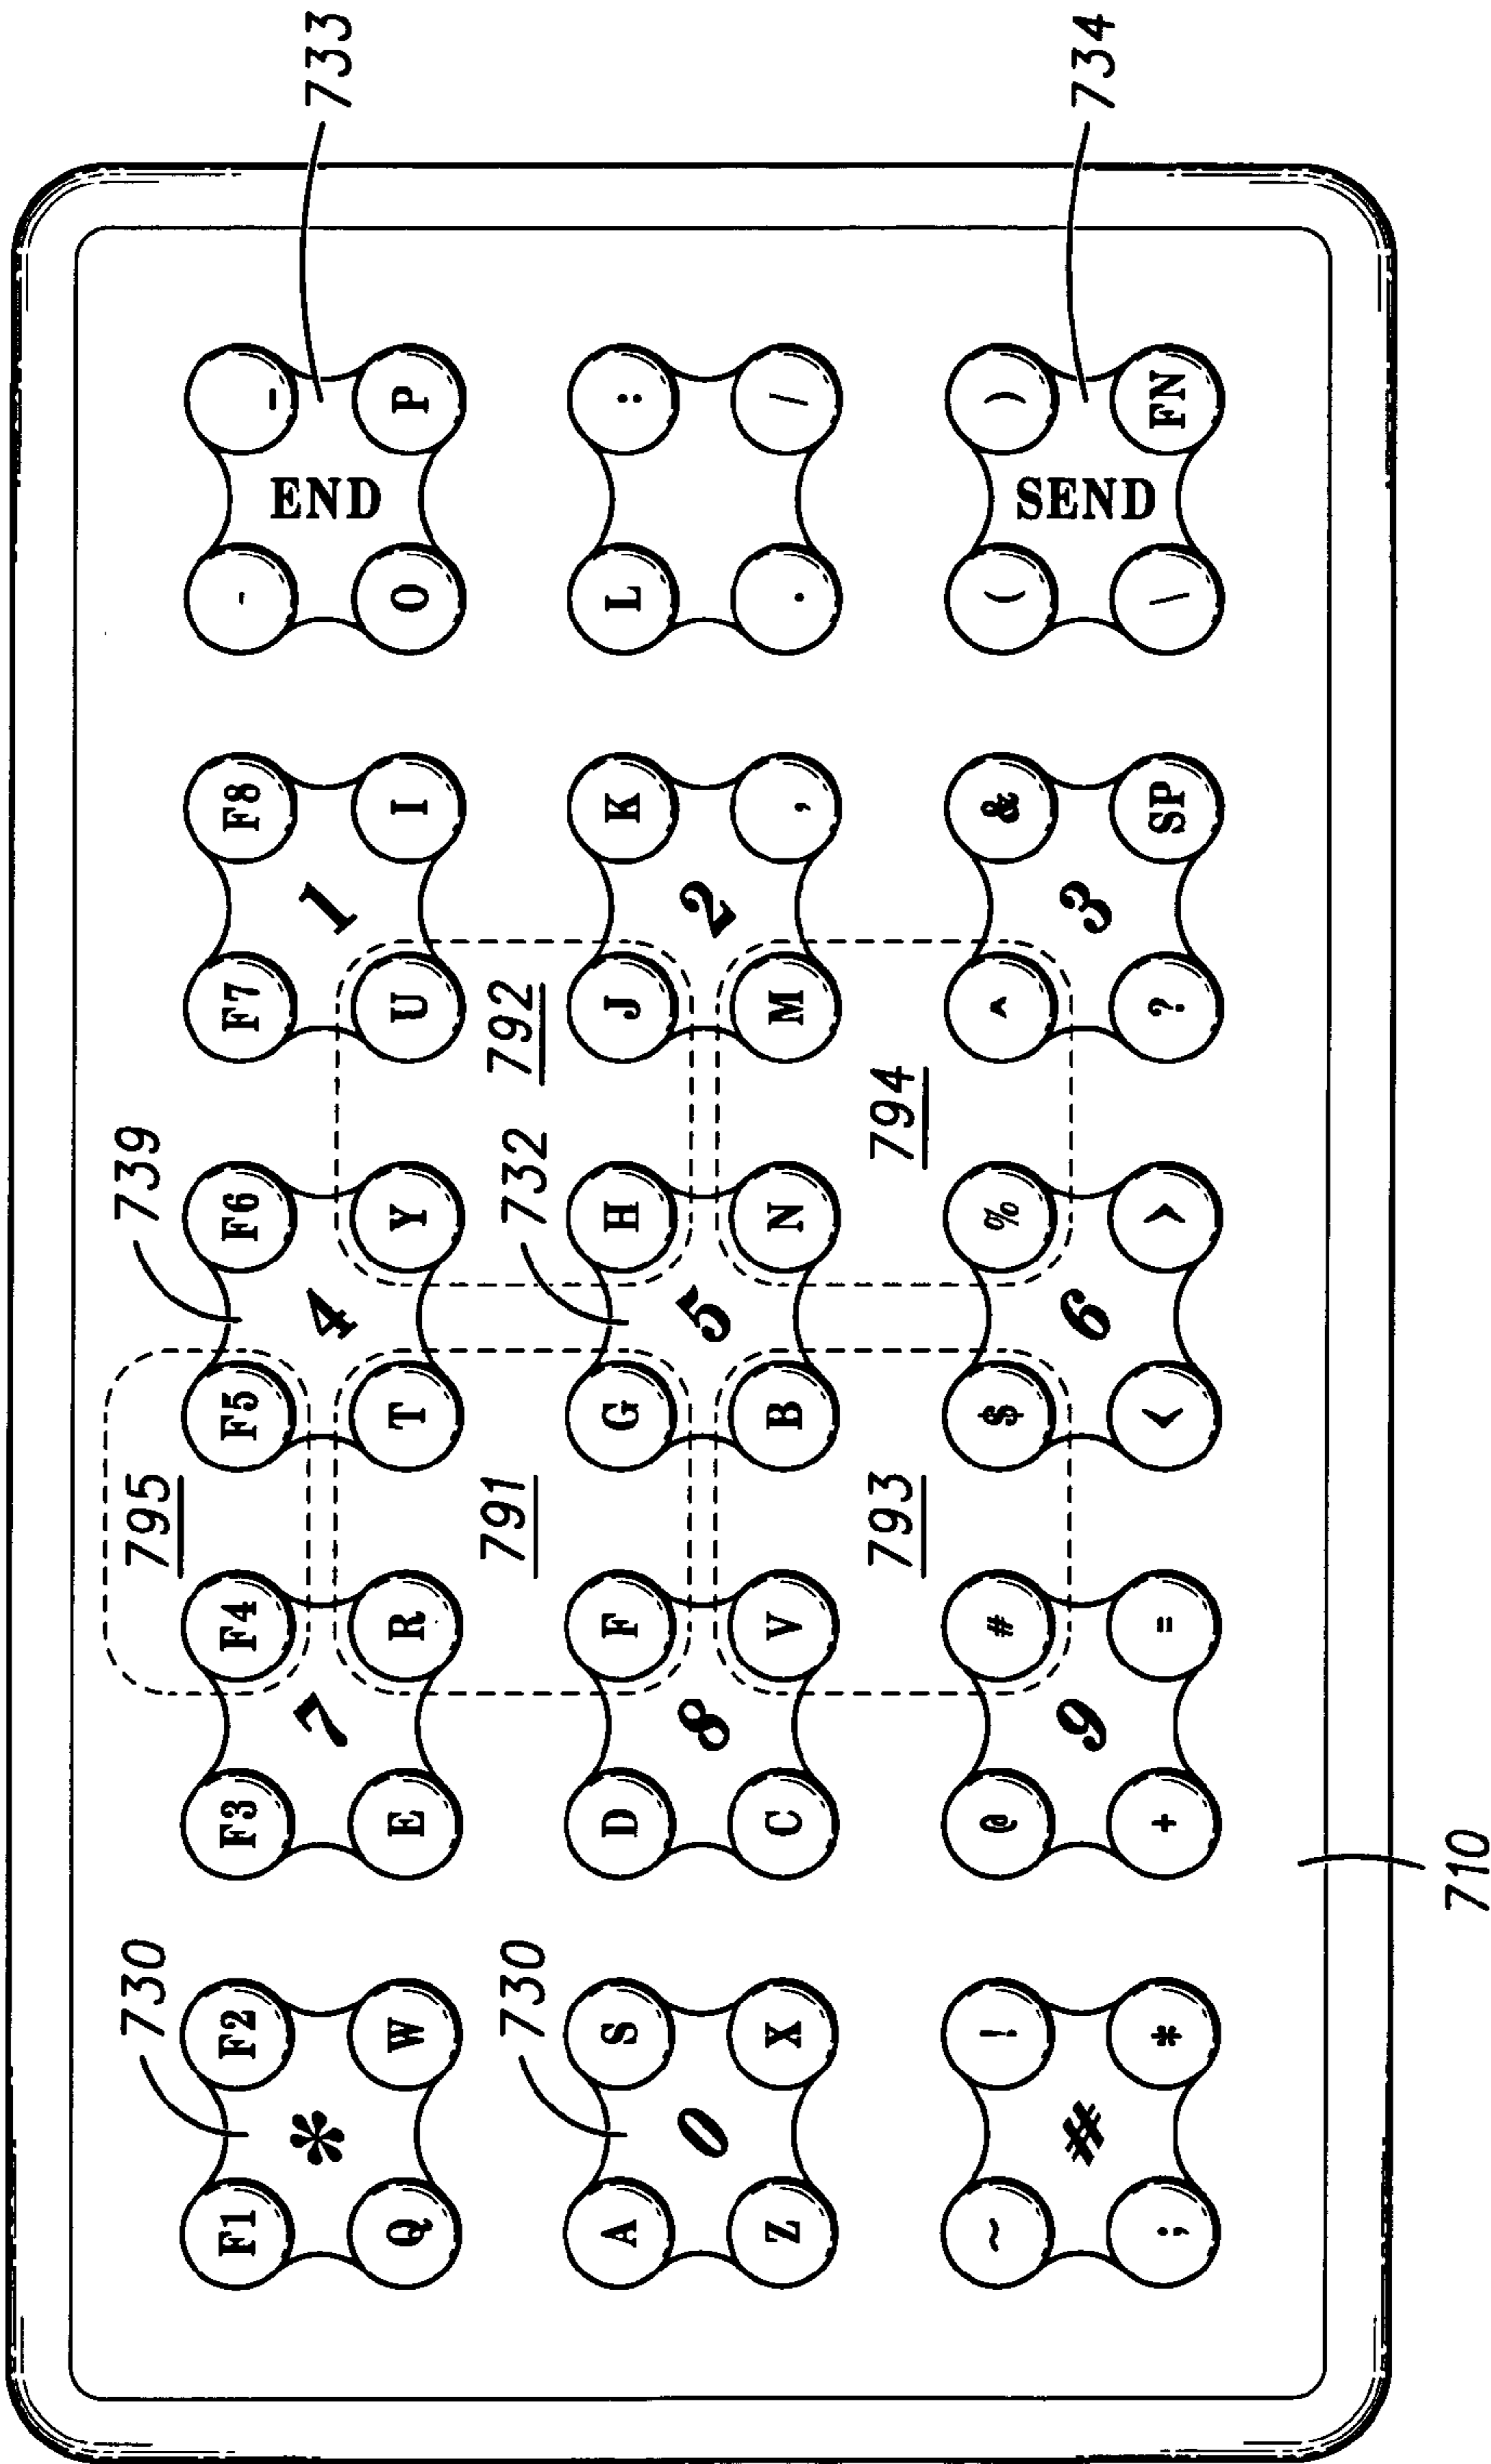 730 795 739
F1 F2 F3 F4 F5 F6 F7 F8 - _
* 7 4 1 END 733
Q W E R T Y U I O P
730 791 732 792
A S D F G H J K L :
0 8 5 2
Z X C V B N M , . /
793 794
~ ! @ # $ % ^ & ( )
# 9 6 3 SEND 734
; * + = < > ? SP \ FN
710